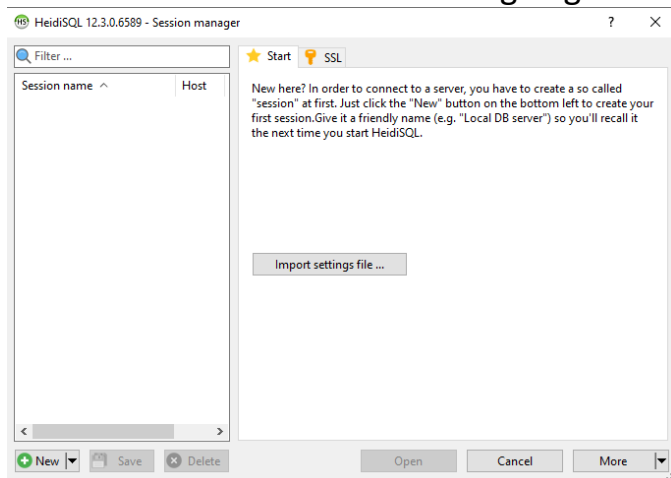 HeidiSQL 12.3.0.6589 - Session manager
Filter ...
Session name
Host
Start
SSL
New here? In order to connect to a server, you have to create a so called
"session" at first. Just click the "New" button on the bottom left to create your
first session.Give it a friendly name (e.g. "Local DB server") so you'll recall it
the next time you start HeidiSQL.
Import settings file ...
New
Save
Delete
Open
Cancel
More